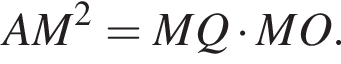 AM² = MQ · MO.